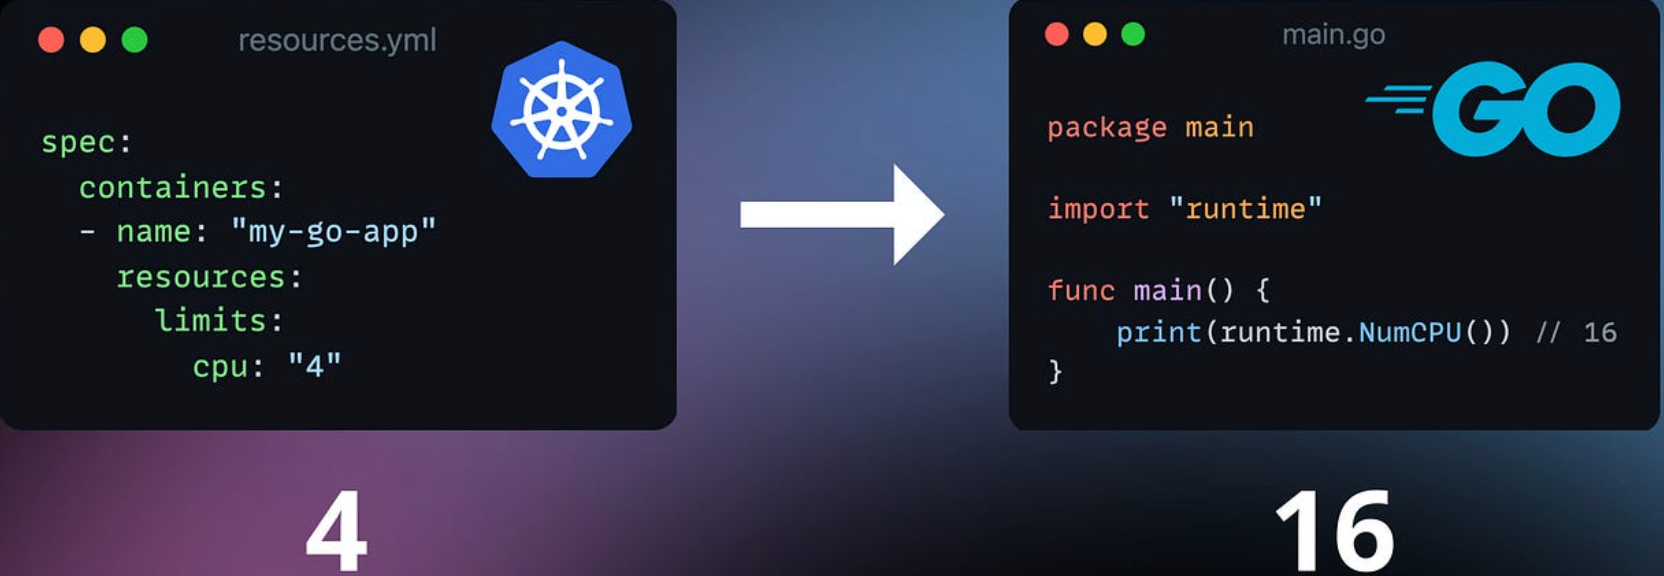 resources.yml
spec:
  containers:
  - name: "my-go-app"
    resources:
      limits:
        cpu: "4"
4
main.go
GO
package main
import "runtime"
func main() {
    print(runtime.NumCPU()) // 16
}
16